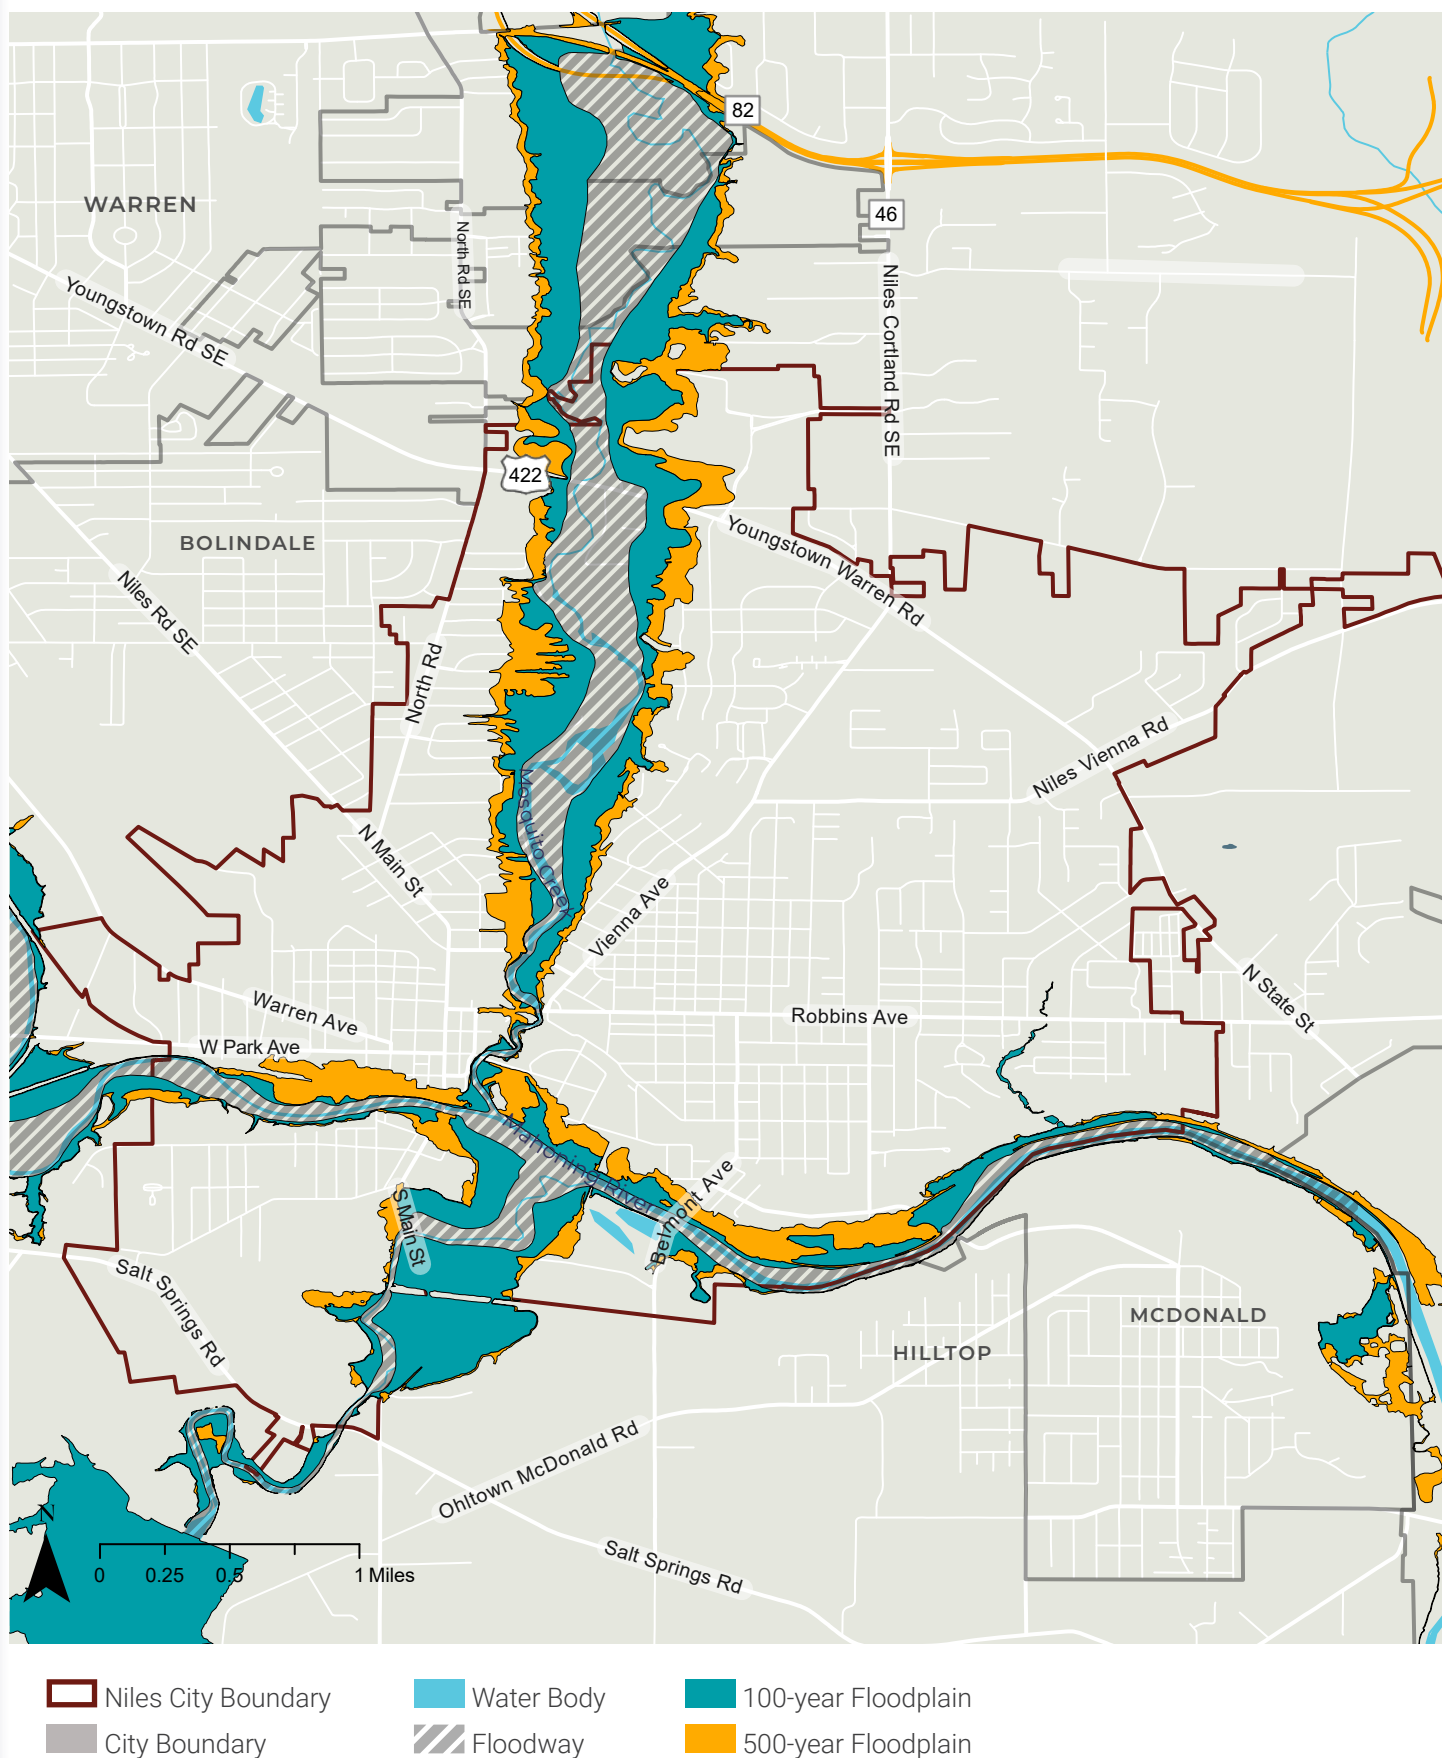 82
WARREN
46
North Rd SE
Youngstown Rd SE
Niles Cortland Rd SE
422
BOLINDALE
Youngstown Warren Rd
Niles Rd SE
North Rd
Niles Vienna Rd
Mosquito Creek
N Main St
Vienna Ave
N State St
Warren Ave
Robbins Ave
W Park Ave
Mahoning River
Belmont Ave
S Main St
Salt Springs Rd
MCDONALD
HILLTOP
Ohltown McDonald Rd
N
Salt Springs Rd
0 0.25 0.5 1 Miles
Niles City Boundary Water Body 100-year Floodplain
City Boundary Floodway 500-year Floodplain